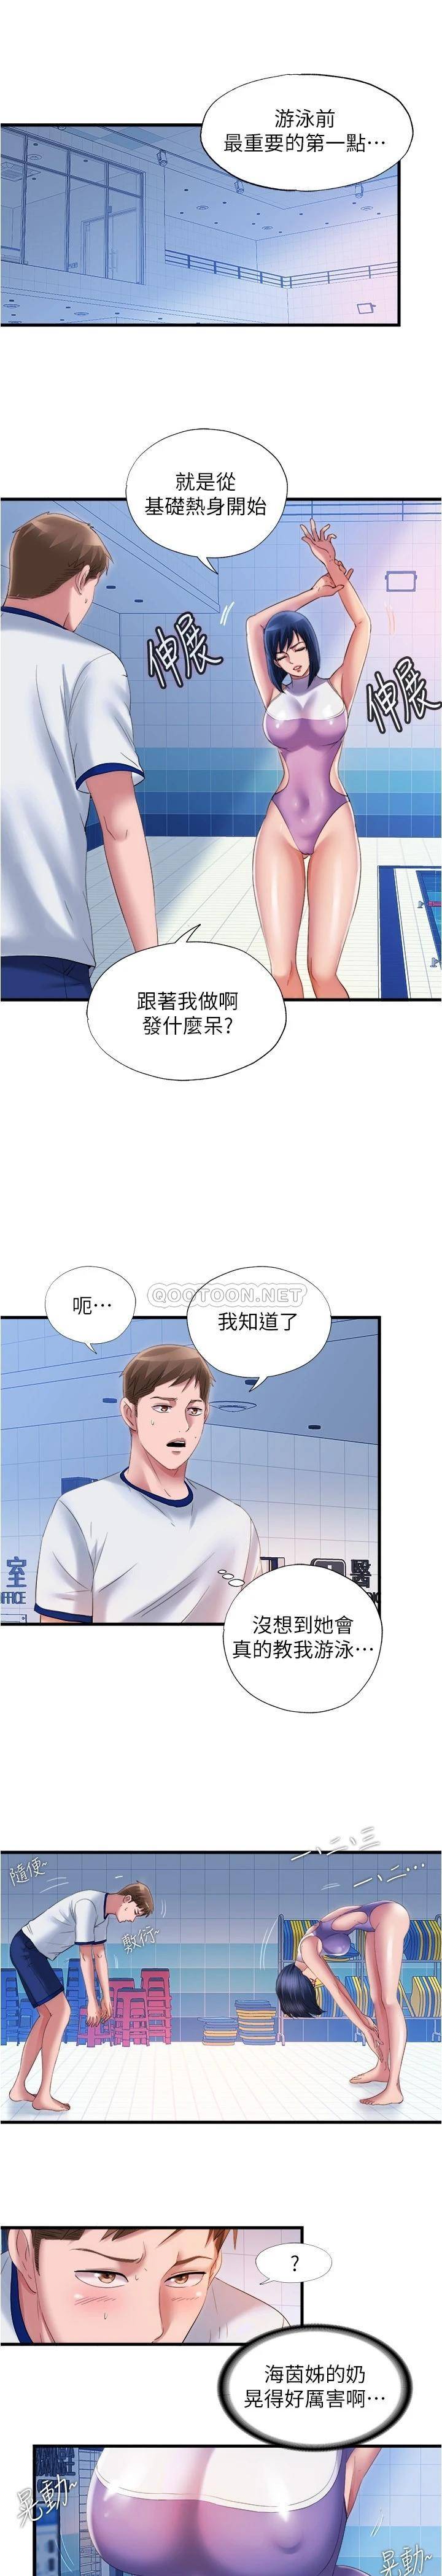 游泳前
最重要的第一點…
就是從
基礎熱身開始
伸展
伸展
跟著我做啊
發什麼呆?
呃…
QOOTOON.NET
我知道了
室
OFFICE
醫
沒想到她會
真的教我游泳…
一、二、三
一、二…
隨便~
敷衍~
?
海茵姊的奶
晃得好厲害啊…
晃動~
晃動~